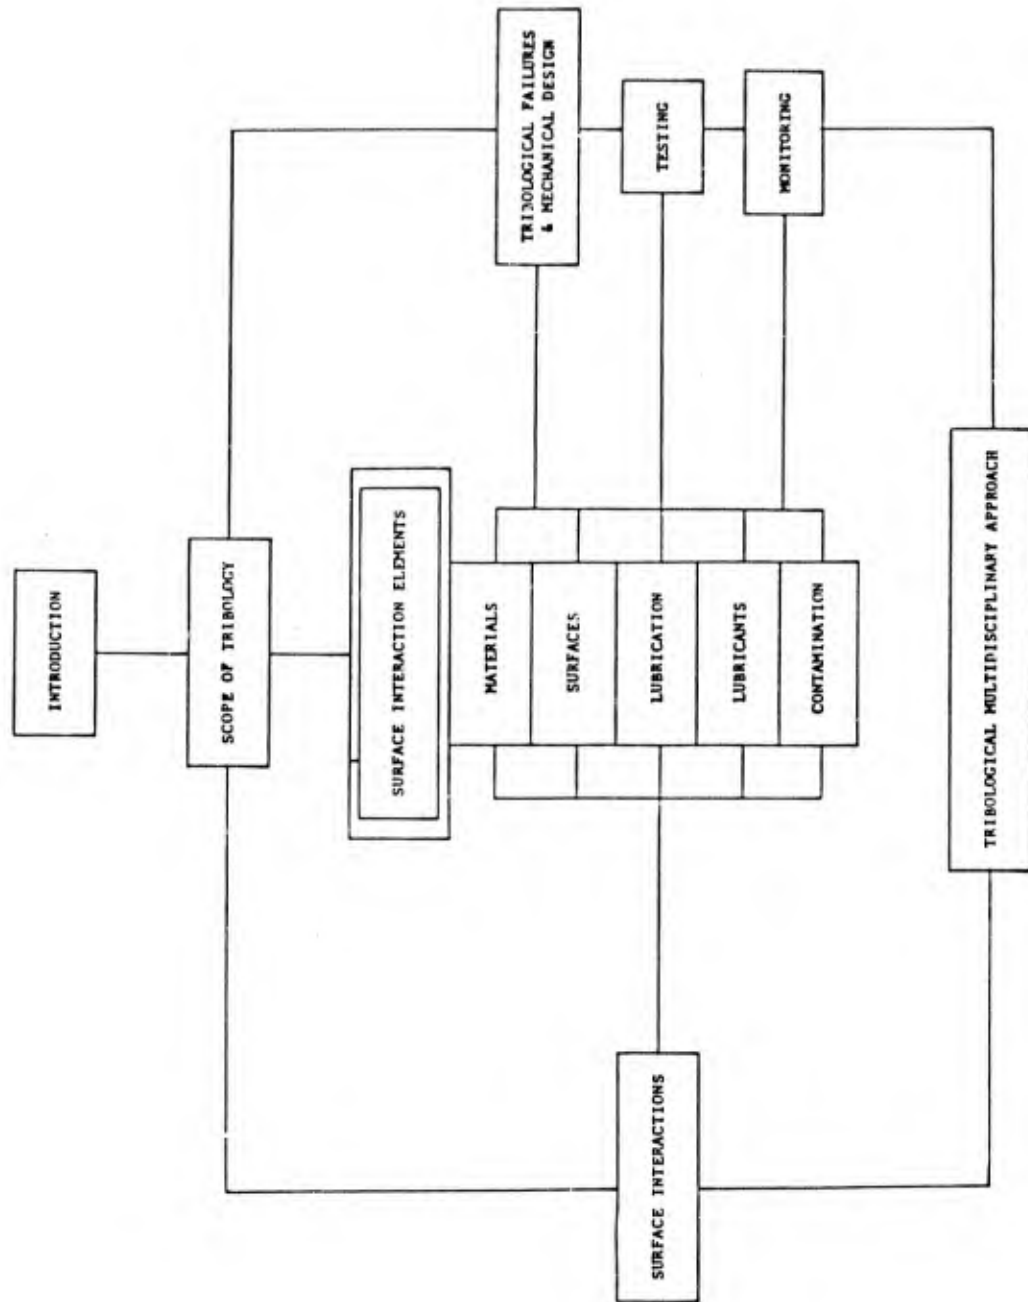 INTRODUCTION
SCOPE OF TRIBOLOGY
SURFACE INTERACTION ELEMENTS
MATERIALS
SURFACES
LUBRICATION
LUBRICANTS
CONTAMINATION
SURFACE INTERACTIONS
TRIBOLOGICAL FAILURES
& MECHANICAL DESIGN
TESTING
MONITORING
TRIBOLOGICAL MULTIDISCIPLINARY APPROACH